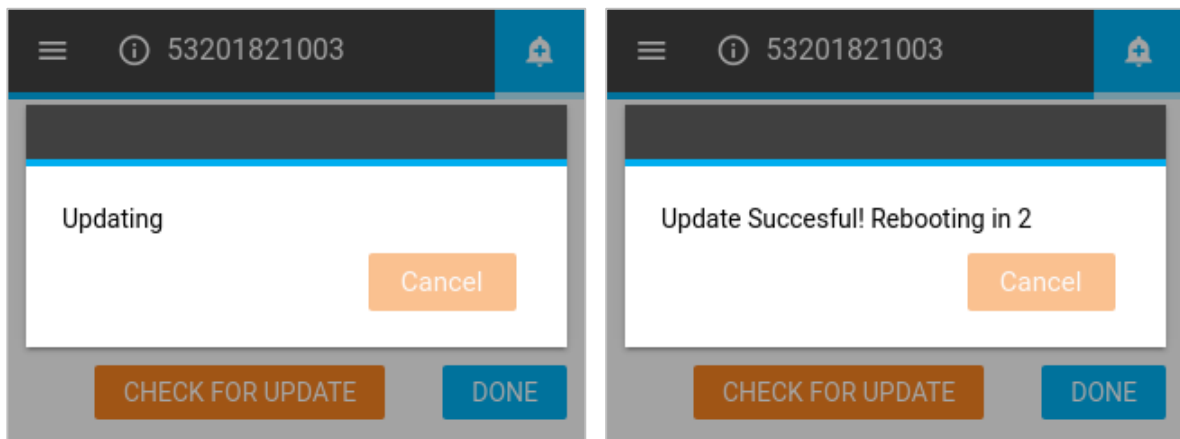 53201821003
Updating
Cancel
CHECK FOR UPDATE
DONE
53201821003
Update Succesful! Rebooting in 2
Cancel
CHECK FOR UPDATE
DONE